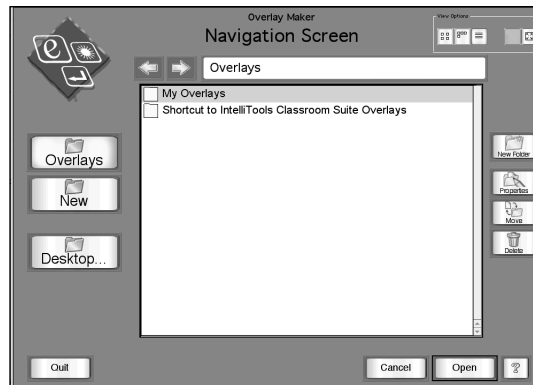 Overlay Maker
Navigation Screen
View Options
Overlays
My Overlays
Shortcut to IntelliTools Classroom Suite Overlays
Overlays
New
Desktop...
New Folder
Properties
Move
Delete
Quit
Cancel
Open
?